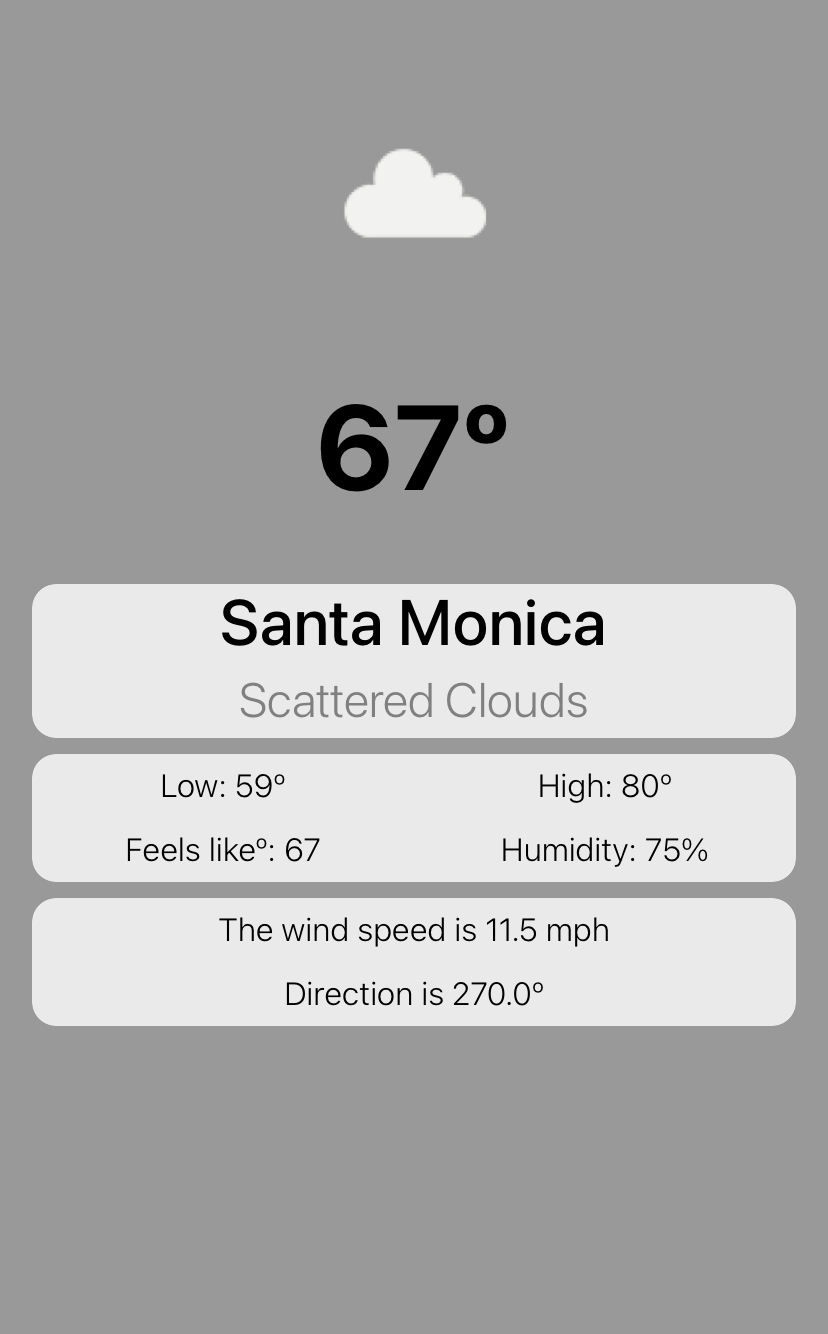 67º
Santa Monica
Scattered Clouds
Low: 59º High: 80º
Feels likeº: 67 Humidity: 75%
The wind speed is 11.5 mph
Direction is 270.0º